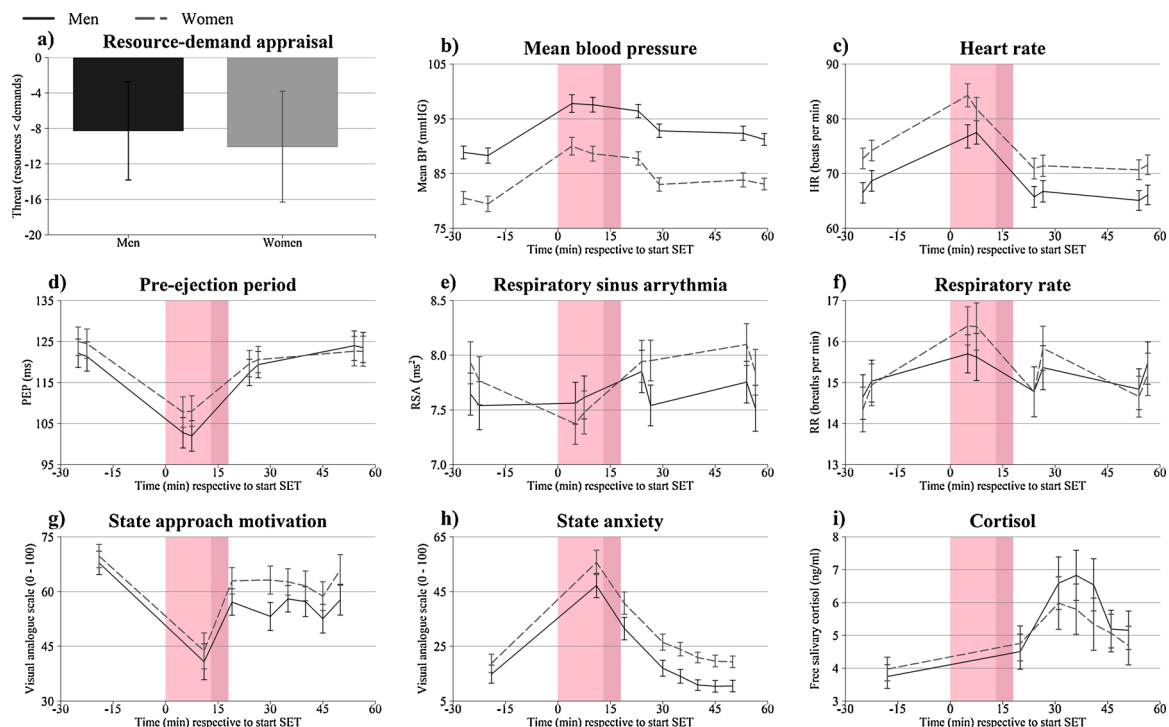 Men Women
a) Resource-demand appraisal
Threat (resources < demands)
0
-4
-8
-12
-16
-20
Men Women
b) Mean blood pressure
Mean BP (mmHG)
105
95
85
75
-30 -15 0 15 30 45 60
Time (min) respective to start SET
c) Heart rate
HR (beats per min)
90
80
70
60
-30 -15 0 15 30 45 60
Time (min) respective to start SET
d) Pre-ejection period
PEP (ms)
135
125
115
105
95
-30 -15 0 15 30 45 60
Time (min) respective to start SET
e) Respiratory sinus arrythmia
RSA (ms²)
8.5
8.0
7.5
7.0
-30 -15 0 15 30 45 60
Time (min) respective to start SET
f) Respiratory rate
RR (breaths per min)
17
16
15
14
13
-30 -15 0 15 30 45 60
Time (min) respective to start SET
g) State approach motivation
Visual analogue scale (0 - 100)
75
60
45
30
-30 -15 0 15 30 45 60
Time (min) respective to start SET
h) State anxiety
Visual analogue scale (0 - 100)
65
45
25
5
-30 -15 0 15 30 45 60
Time (min) respective to start SET
i) Cortisol
Free salivary cortisol (ng/ml)
8
7
6
5
4
3
-30 -15 0 15 30 45 60
Time (min) respective to start SET